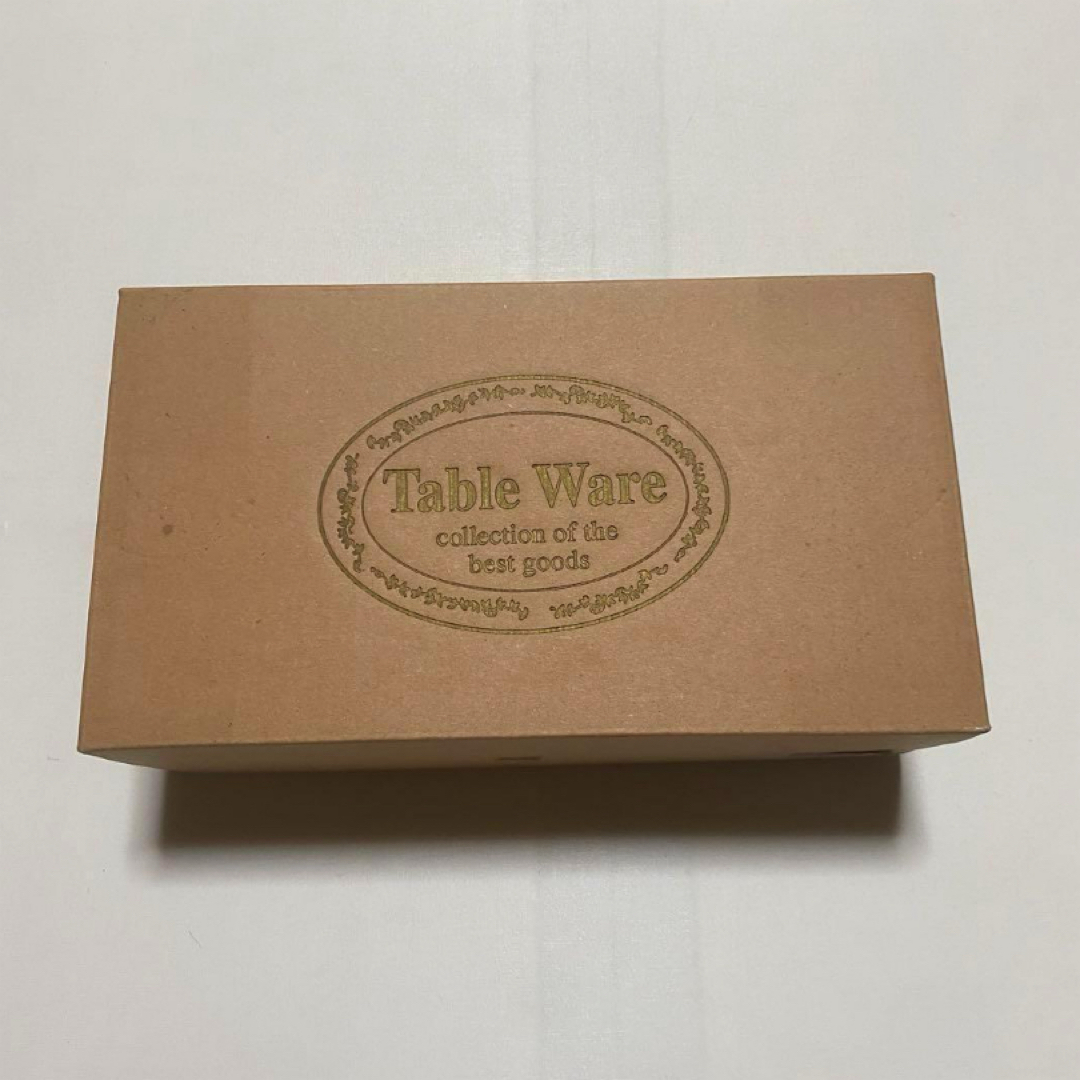 Table Ware
collection of the
best goods